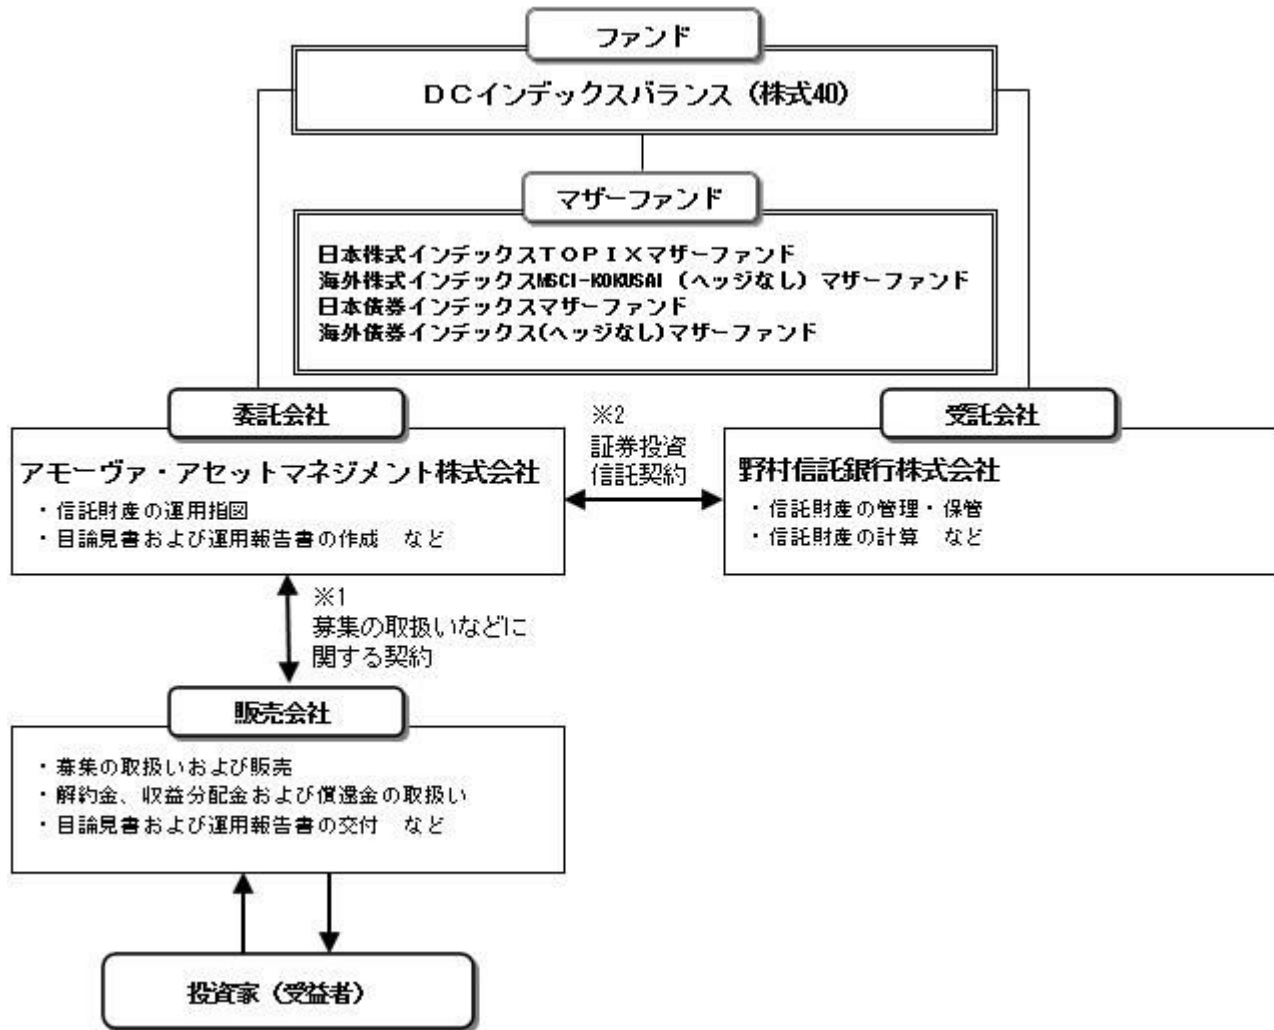 ファンド
DCインデックスバランス（株式40）
マザーファンド
日本株式インデックスTOPIXマザーファンド
海外株式インデックスMSCI-KOKUSAI（ヘッジなし）マザーファンド
日本債券インデックスマザーファンド
海外債券インデックス(ヘッジなし)マザーファンド
委託会社
アモーヴァ・アセットマネジメント株式会社
・信託財産の運用指図
・目論見書および運用報告書の作成　など
※2
証券投資
信託契約
受託会社
野村信託銀行株式会社
・信託財産の管理・保管
・信託財産の計算　など
※1
募集の取扱いなどに
関する契約
販売会社
・募集の取扱いおよび販売
・解約金、収益分配金および償還金の取扱い
・目論見書および運用報告書の交付　など
投資家（受益者）